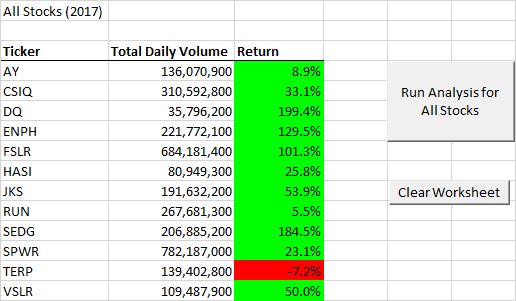 All Stocks (2017)
Ticker Total Daily Volume Return
AY 136,070,900 8.9%
CSIQ 310,592,800 33.1%
DQ 35,796,200 199.4%
ENPH 221,772,100 129.5%
FSLR 684,181,400 101.3%
HASI 80,949,300 25.8%
JKS 191,632,200 53.9%
RUN 267,681,300 5.5%
SEDG 206,885,200 184.5%
SPWR 782,187,000 23.1%
TERP 139,402,800 -7.2%
VSLR 109,487,900 50.0%
Run Analysis for
All Stocks
Clear Worksheet